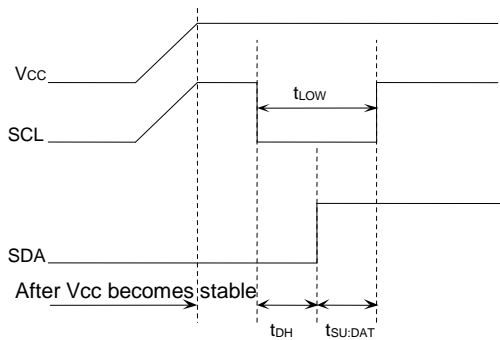 VCC
tLOW
SCL
SDA
After Vcc becomes stable
tDH
tSU:DAT